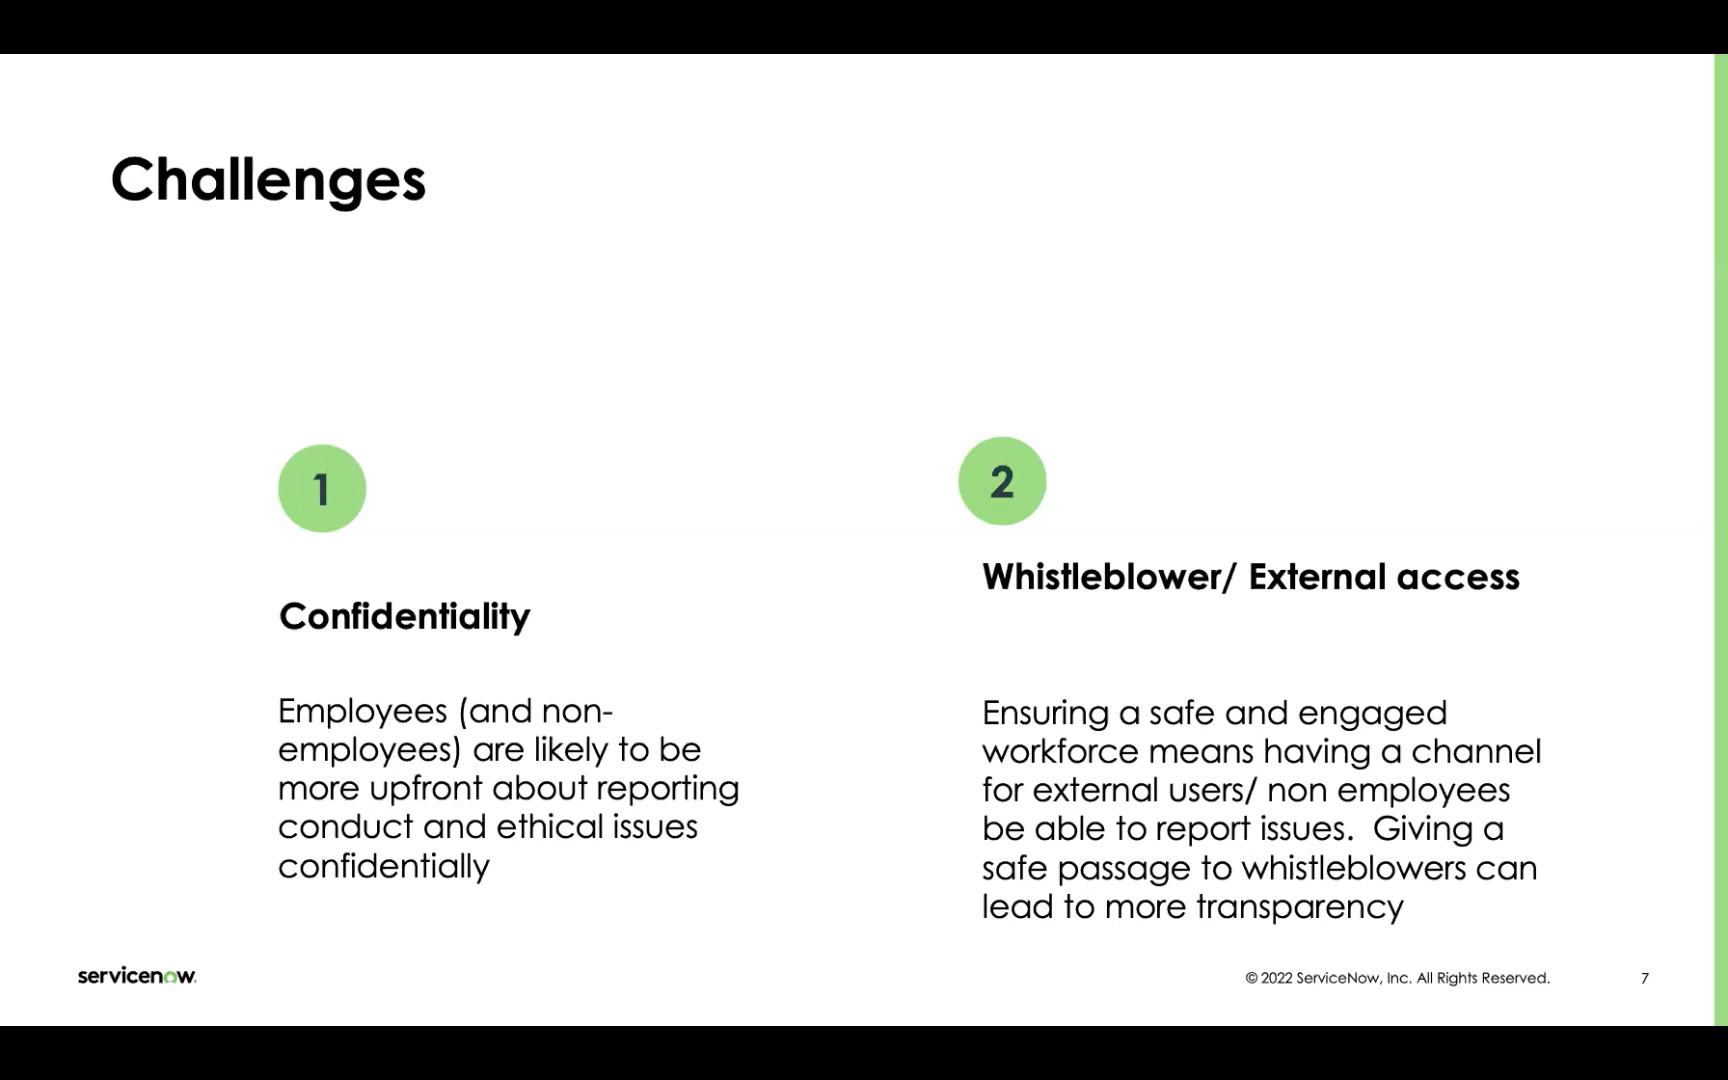 Challenges
1
Confidentiality
Employees (and non-
employees) are likely to be
more upfront about reporting
conduct and ethical issues
confidentially
2
Whistleblower/ External access
Ensuring a safe and engaged
workforce means having a channel
for external users/ non employees
be able to report issues.  Giving a
safe passage to whistleblowers can
lead to more transparency
servicenow.
© 2022 ServiceNow, Inc. All Rights Reserved.
7